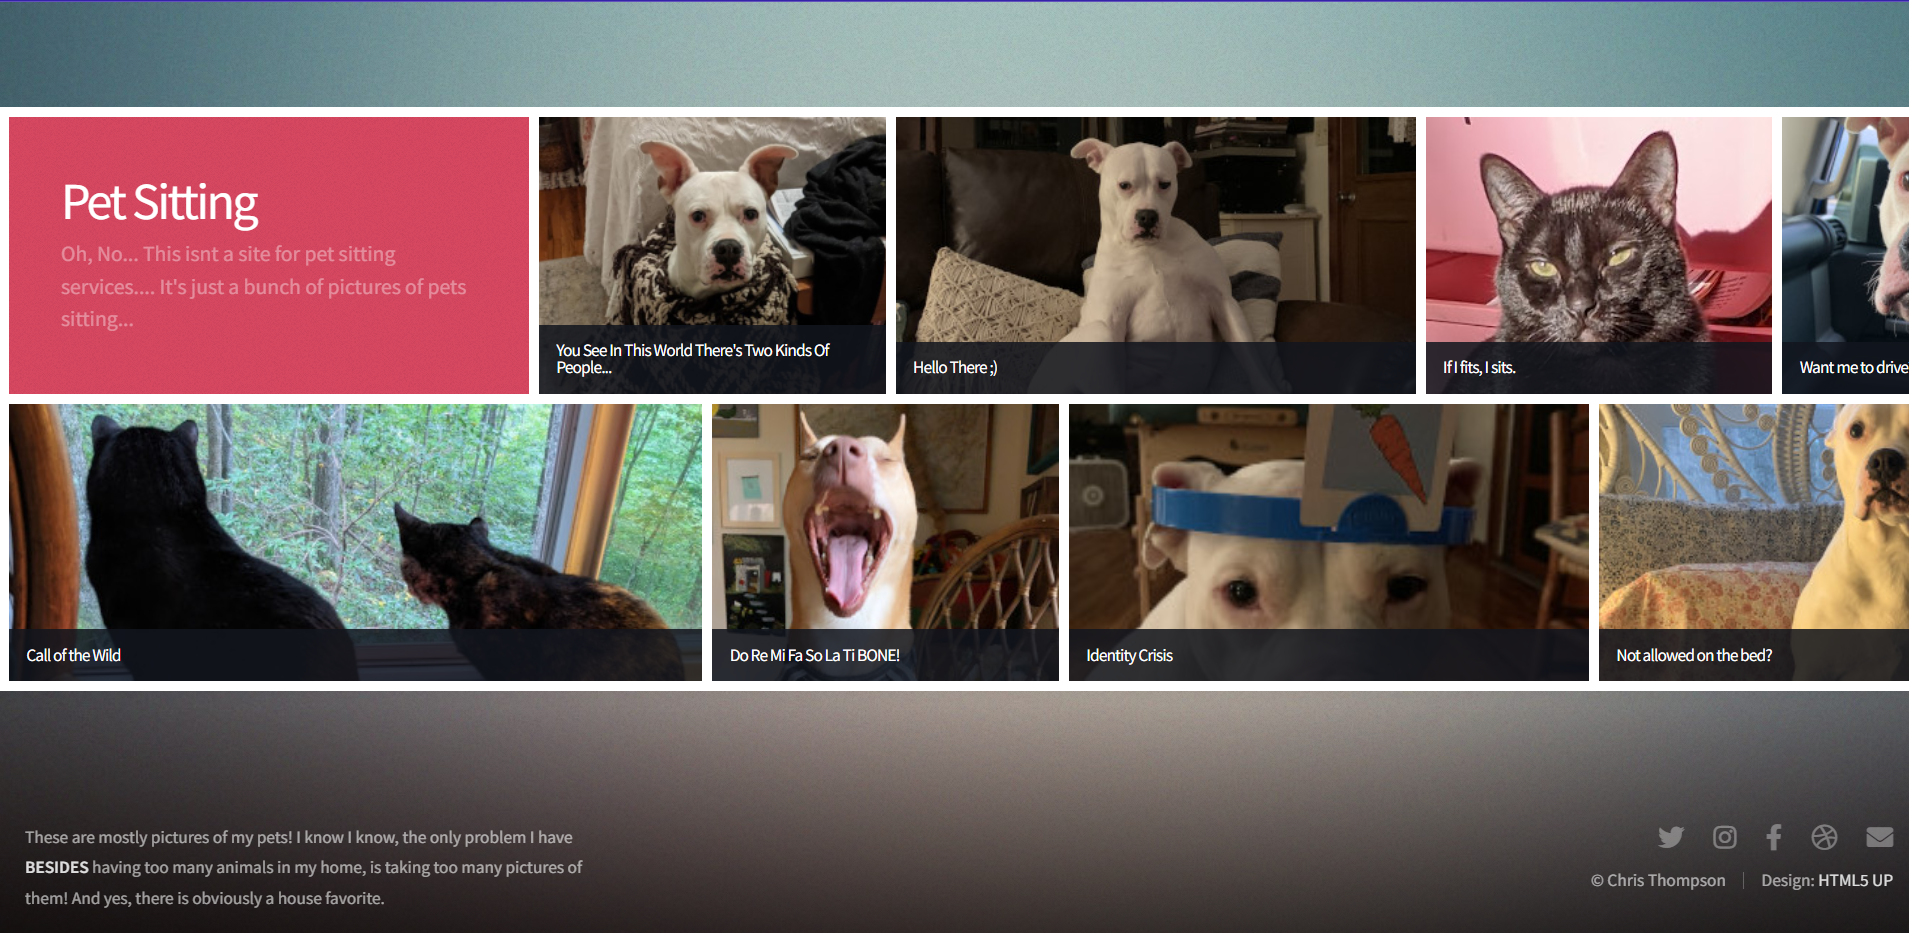 Pet Sitting
Oh, No... This isnt a site for pet sitting
services.... It's just a bunch of pictures of pets
sitting...
You See In This World There's Two Kinds Of
People...
Hello There ;)
If I fits, I sits.
Want me to drive
Call of the Wild
Do Re Mi Fa So La Ti BONE!
Identity Crisis
Not allowed on the bed?
These are mostly pictures of my pets! I know I know, the only problem I have
BESIDES having too many animals in my home, is taking too many pictures of
them! And yes, there is obviously a house favorite.
© Chris Thompson
Design: HTML5 UP